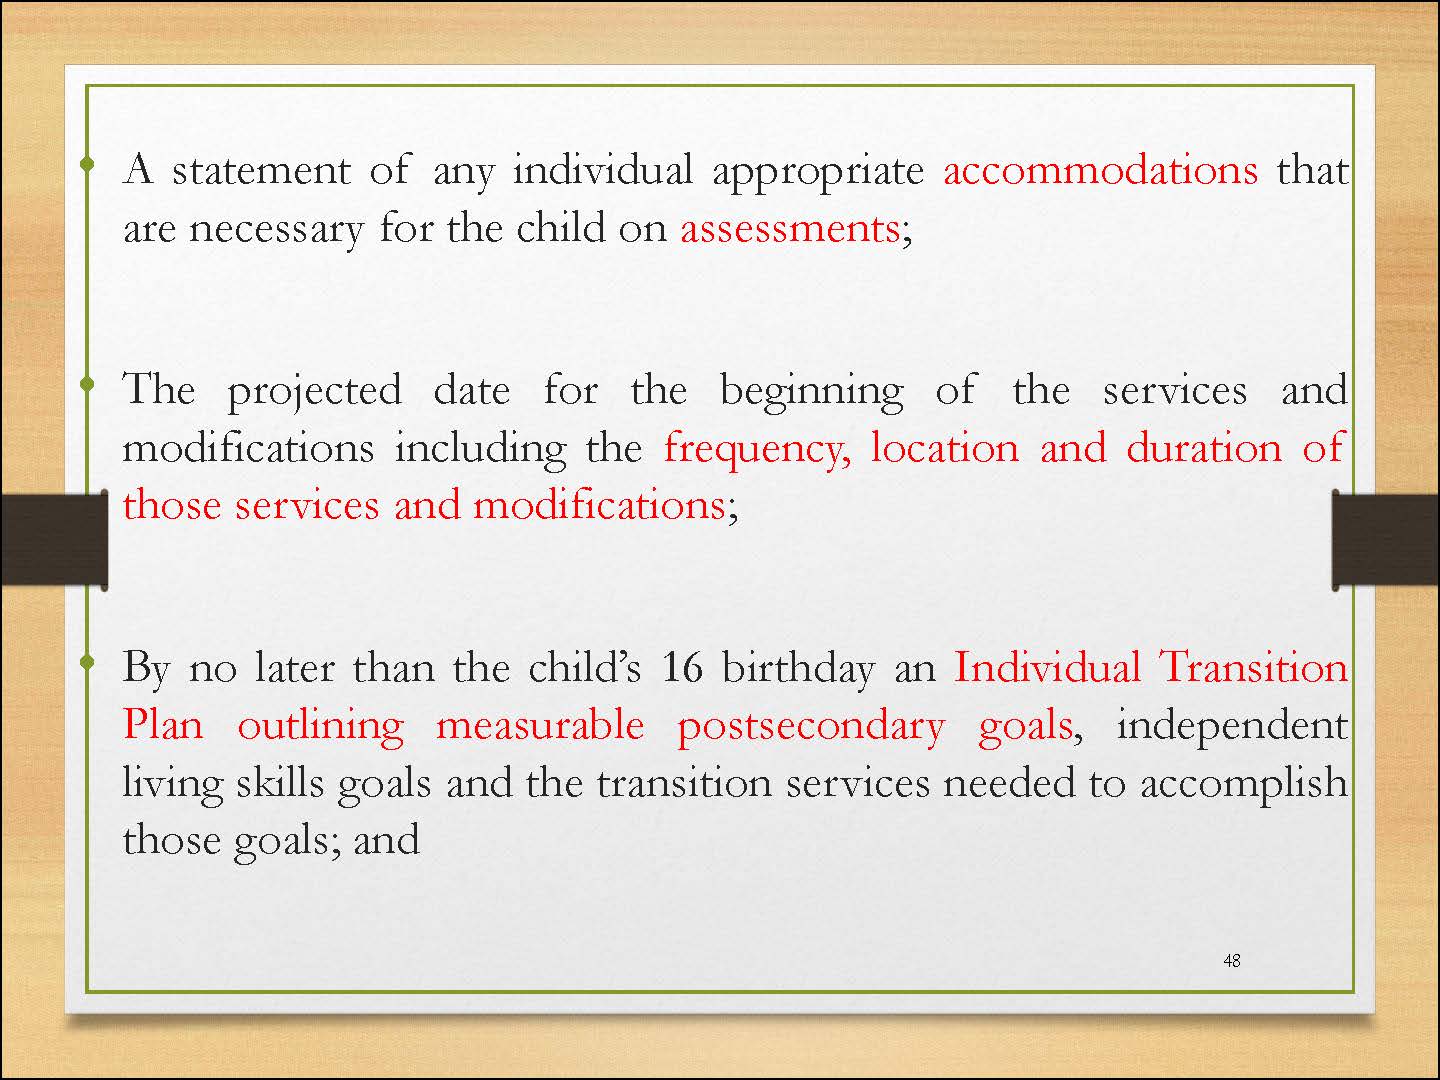 • A statement of any individual appropriate accommodations that
are necessary for the child on assessments;
• The projected date for the beginning of the services and
modifications including the frequency, location and duration of
those services and modifications;
• By no later than the child’s 16 birthday an Individual Transition
Plan outlining measurable postsecondary goals, independent
living skills goals and the transition services needed to accomplish
those goals; and
48